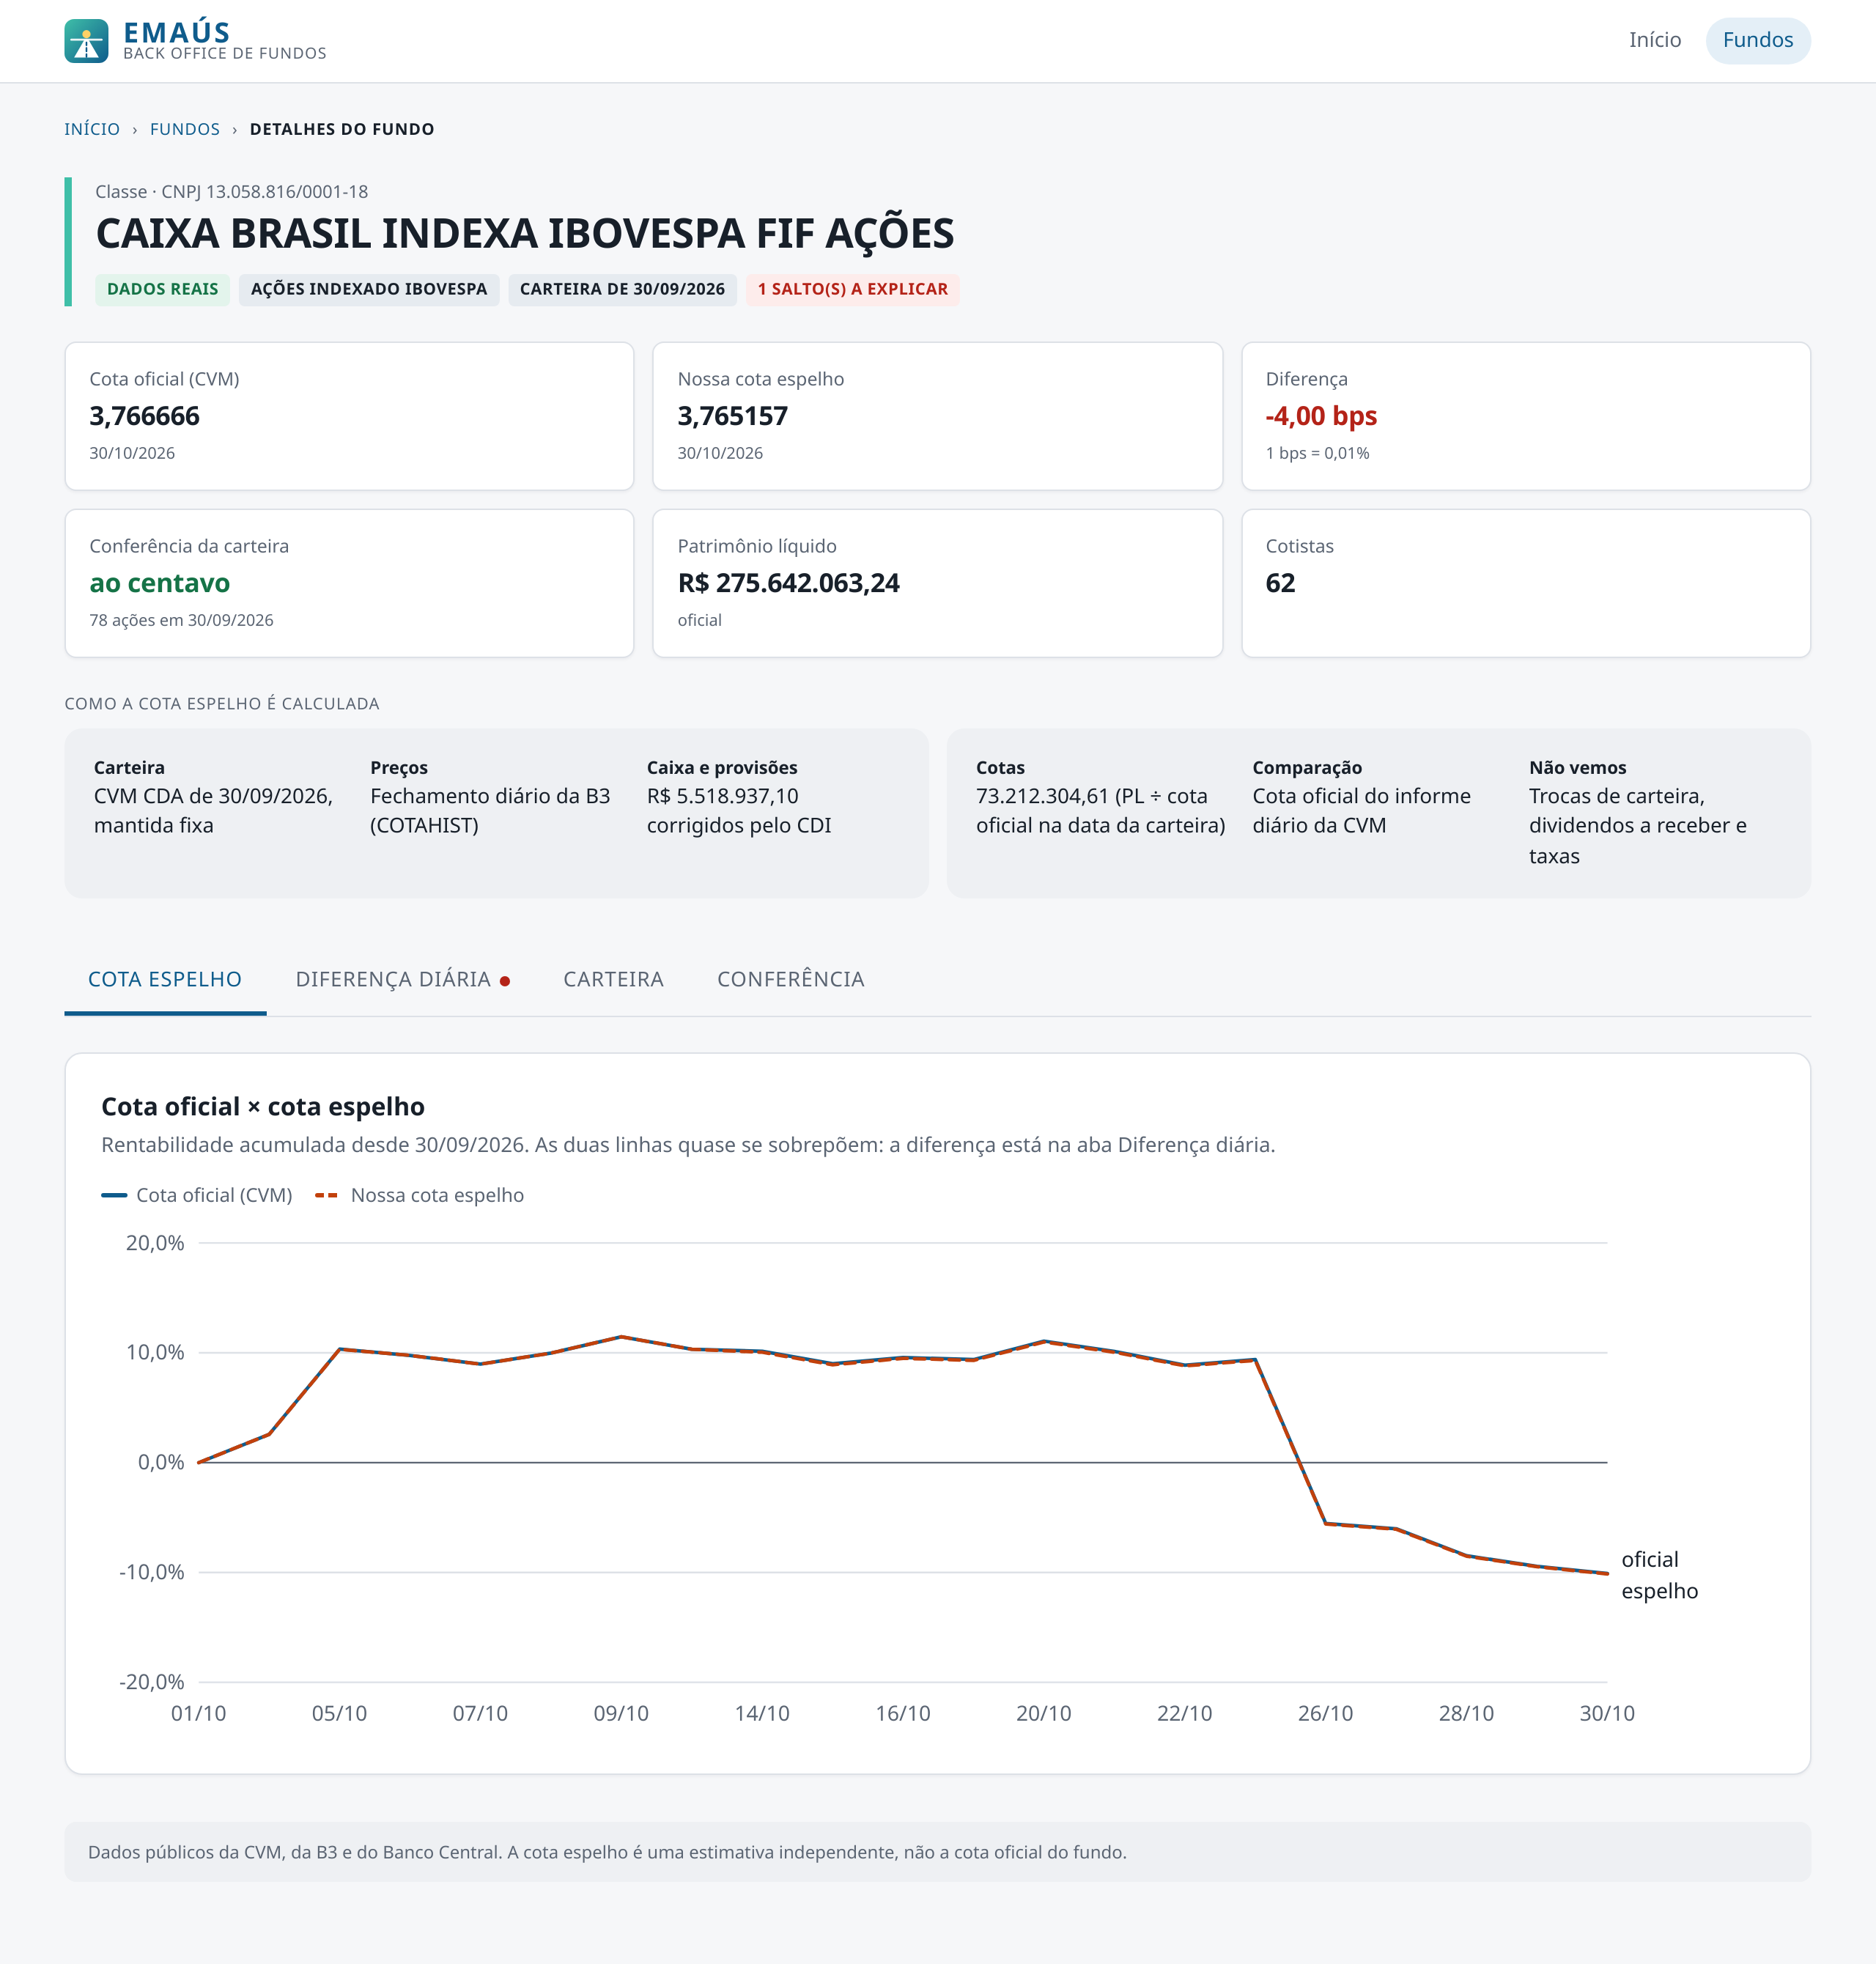 EMAÚS
BACK OFFICE DE FUNDOS
Início
Fundos
INÍCIO › FUNDOS › DETALHES DO FUNDO
Classe · CNPJ 13.058.816/0001-18
CAIXA BRASIL INDEXA IBOVESPA FIF AÇÕES
DADOS REAIS
AÇÕES INDEXADO IBOVESPA
CARTEIRA DE 30/09/2026
1 SALTO(S) A EXPLICAR
Cota oficial (CVM)
3,766666
30/10/2026
Nossa cota espelho
3,765157
30/10/2026
Diferença
-4,00 bps
1 bps = 0,01%
Conferência da carteira
ao centavo
78 ações em 30/09/2026
Patrimônio líquido
R$ 275.642.063,24
oficial
Cotistas
62
COMO A COTA ESPELHO É CALCULADA
Carteira
CVM CDA de 30/09/2026,
mantida fixa
Preços
Fechamento diário da B3
(COTAHIST)
Caixa e provisões
R$ 5.518.937,10
corrigidos pelo CDI
Cotas
73.212.304,61 (PL ÷ cota
oficial na data da carteira)
Comparação
Cota oficial do informe
diário da CVM
Não vemos
Trocas de carteira,
dividendos a receber e
taxas
COTA ESPELHO
DIFERENÇA DIÁRIA
CARTEIRA
CONFERÊNCIA
Cota oficial × cota espelho
Rentabilidade acumulada desde 30/09/2026. As duas linhas quase se sobrepõem: a diferença está na aba Diferença diária.
Cota oficial (CVM)
Nossa cota espelho
20,0%
10,0%
0,0%
-10,0%
-20,0%
oficial
espelho
01/10
05/10
07/10
09/10
14/10
16/10
20/10
22/10
26/10
28/10
30/10
Dados públicos da CVM, da B3 e do Banco Central. A cota espelho é uma estimativa independente, não a cota oficial do fundo.